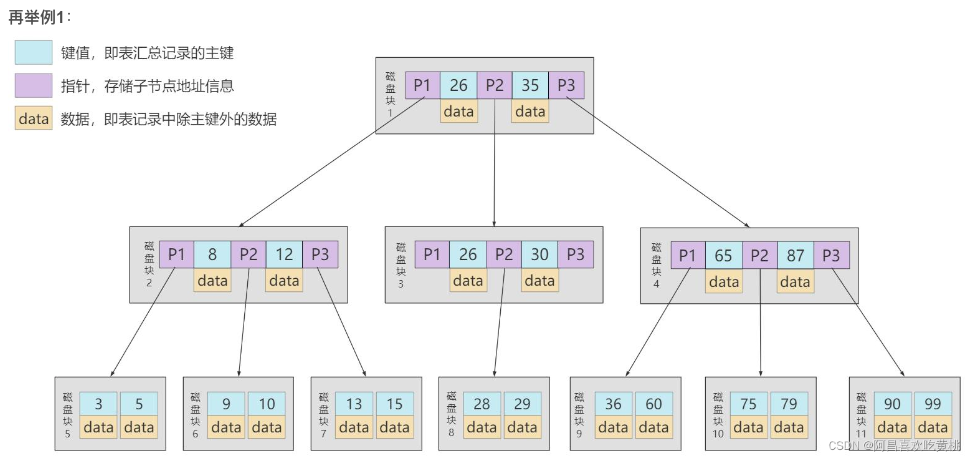 再举例1：
键值，即表汇总记录的主键
指针，存储子节点地址信息
data 数据，即表记录中除主键外的数据
磁盘块1 P1 26 P2 35 P3
data data
磁盘块2 P1 8 P2 12 P3
data data
磁盘块3 P1 26 P2 30 P3
data data
磁盘块4 P1 65 P2 87 P3
data data
磁盘块5 3 5
data data
磁盘块6 9 10
data data
磁盘块7 13 15
data data
磁盘块8 28 29
data data
磁盘块9 36 60
data data
磁盘块10 75 79
data data
磁盘块11 90 99
data data
CSDN @阿昌喜欢吃黄桃